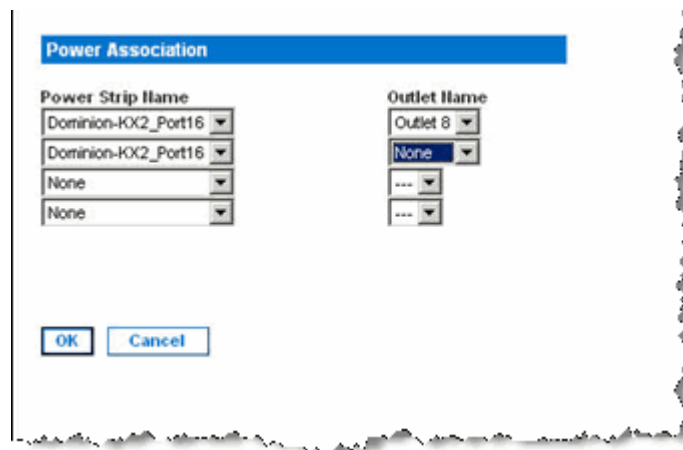 Power Association
Power Strip Name Outlet Name
Dominion-KX2_Port16 Outlet 8
Dominion-KX2_Port16 None
None ---
None ---
OK Cancel